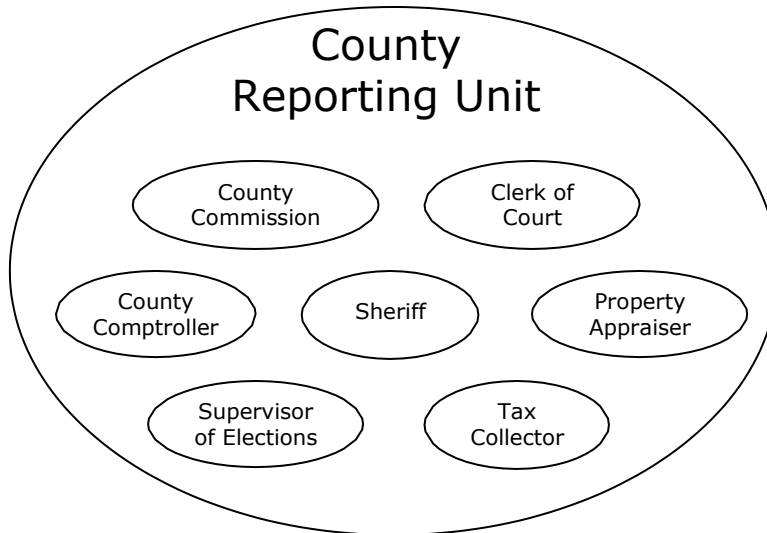 County
Reporting Unit
County
Commission
Clerk of
Court
County
Comptroller
Sheriff
Property
Appraiser
Supervisor
of Elections
Tax
Collector